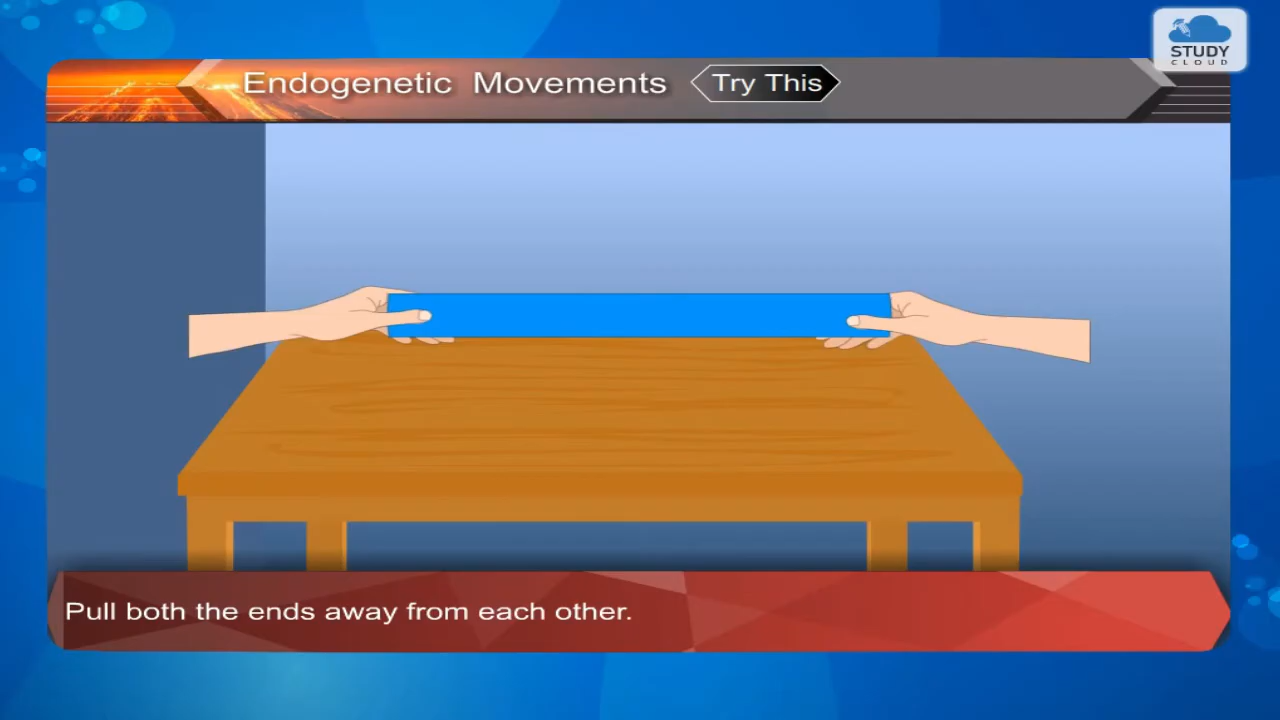 STUDY
CLOUD
Endogenetic Movements
Try This
Pull both the ends away from each other.